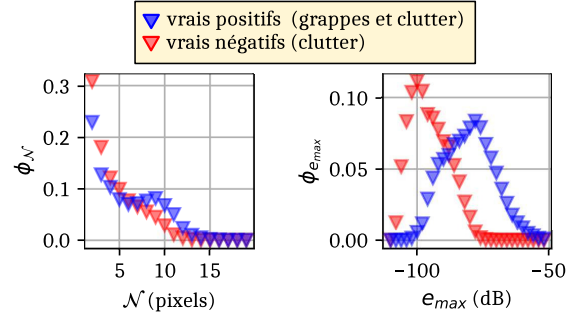 vrais positifs (grappes et clutter)
vrais négatifs (clutter)
0.3
0.2
0.1
0.0
ϕ𝒩
5 10 15
𝒩 (pixels)
0.10
0.05
0.00
ϕemax
−100 −50
emax (dB)